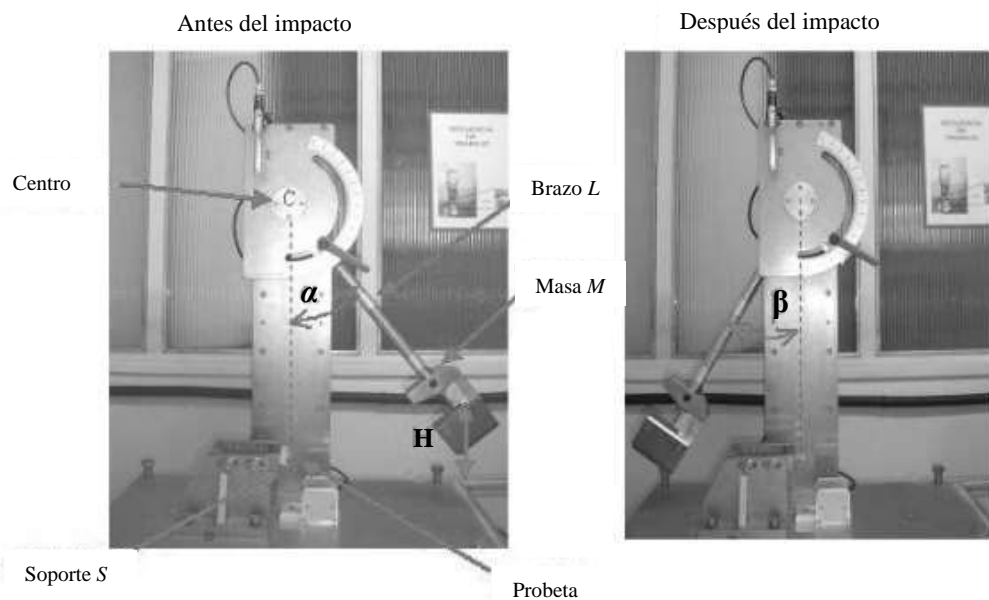 Antes del impacto
Después del impacto
Centro
C
Brazo L
α
Masa M
β
H
Soporte S
Probeta